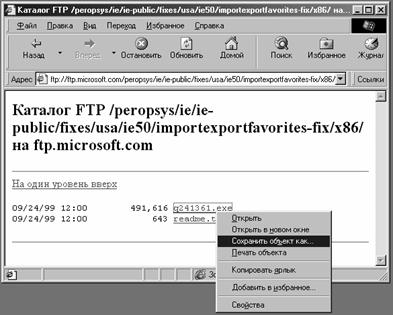 Каталог FTP /peropsys/ie/ie-public/fixes/usa/ie50/importexportfavorites-fix/x86/ на
Файл Правка Вид Переход Избранное Справка
Назад Вперед Остановить Обновить Домой Поиск Избранное Журнал
Адрес ftp://ftp.microsoft.com/peropsys/ie/ie-public/fixes/usa/ie50/importexportfavorites-fix/x86/ Ссылки
Каталог FTP /peropsys/ie/ie-
public/fixes/usa/ie50/importexportfavorites-fix/x86/
на ftp.microsoft.com
На один уровень вверх
09/24/99 12:00 491,616 q241361.exe
09/24/99 12:00 643 readme.t
Открыть
Открыть в новом окне
Сохранить объект как...
Печать объекта
Копировать ярлык
Добавить в избранное...
Свойства